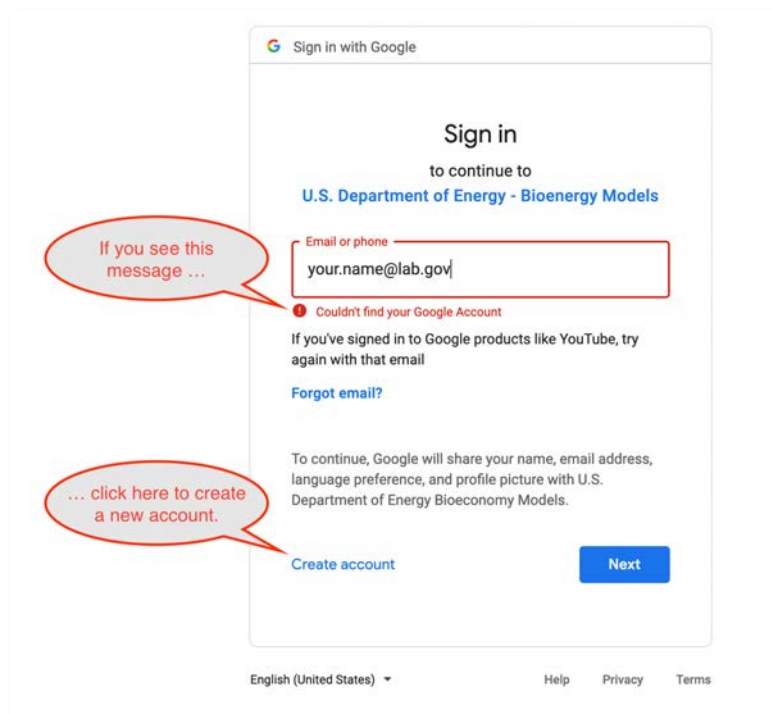 Sign in with Google
Sign in
to continue to
U.S. Department of Energy - Bioenergy Models
If you see this
message …
Email or phone
your.name@lab.gov
Couldn't find your Google Account
If you've signed in to Google products like YouTube, try
again with that email
Forgot email?
To continue, Google will share your name, email address,
language preference, and profile picture with U.S.
Department of Energy Bioeconomy Models.
… click here to create
a new account.
Create account
Next
English (United States)
Help
Privacy
Terms